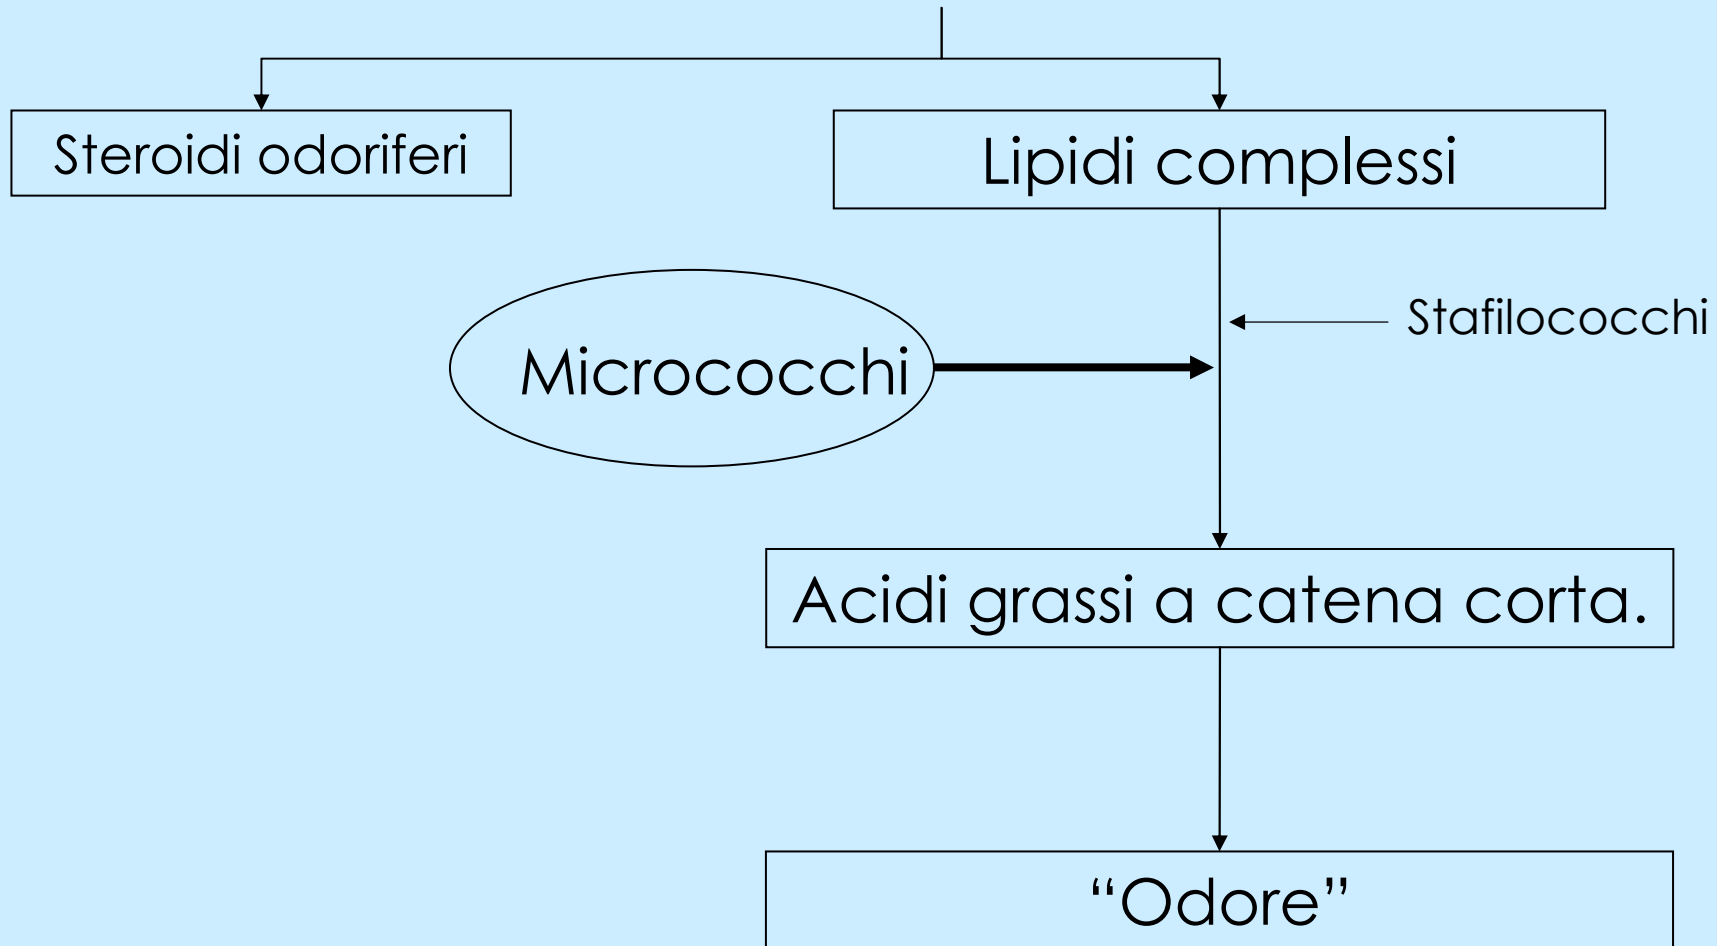 Steroidi odoriferi
Lipidi complessi
Stafilococchi
Micrococchi
Acidi grassi a catena corta.
“Odore”